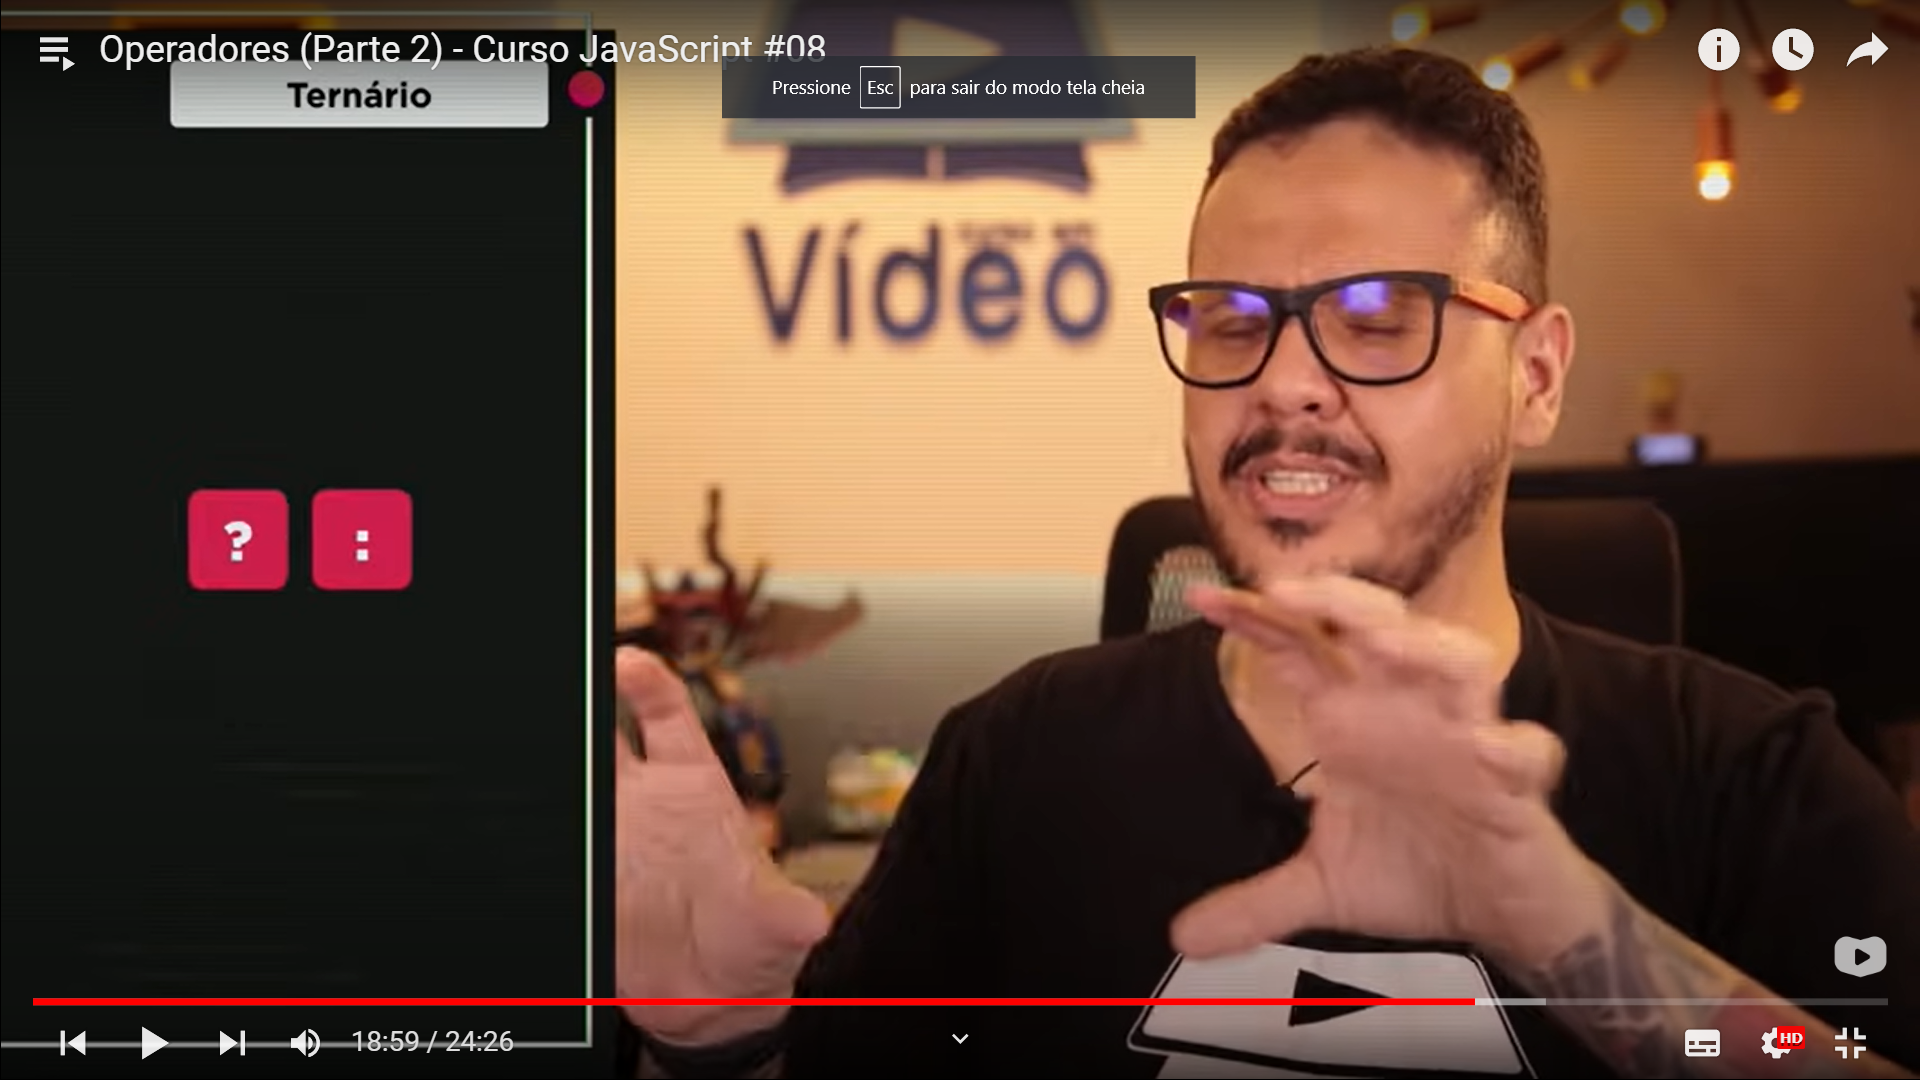 Operadores (Parte 2) - Curso JavaScript #08
Pressione Esc para sair do modo tela cheia
Ternário
Vídeo
? :
18:59 / 24:26
HD